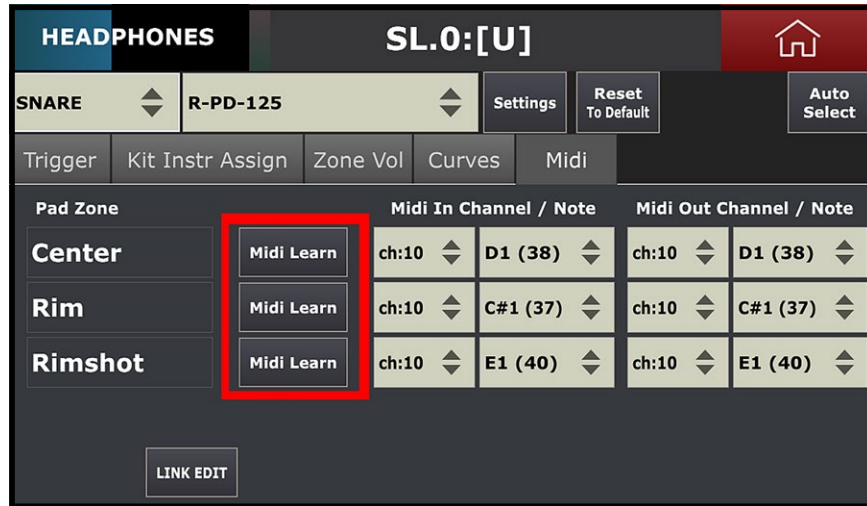 HEADPHONES SL.0:[U]
SNARE R-PD-125 Settings Reset To Default Auto Select
Trigger Kit Instr Assign Zone Vol Curves Midi
Pad Zone Midi In Channel / Note Midi Out Channel / Note
Center Midi Learn ch:10 D1 (38) ch:10 D1 (38)
Rim Midi Learn ch:10 C#1 (37) ch:10 C#1 (37)
Rimshot Midi Learn ch:10 E1 (40) ch:10 E1 (40)
LINK EDIT